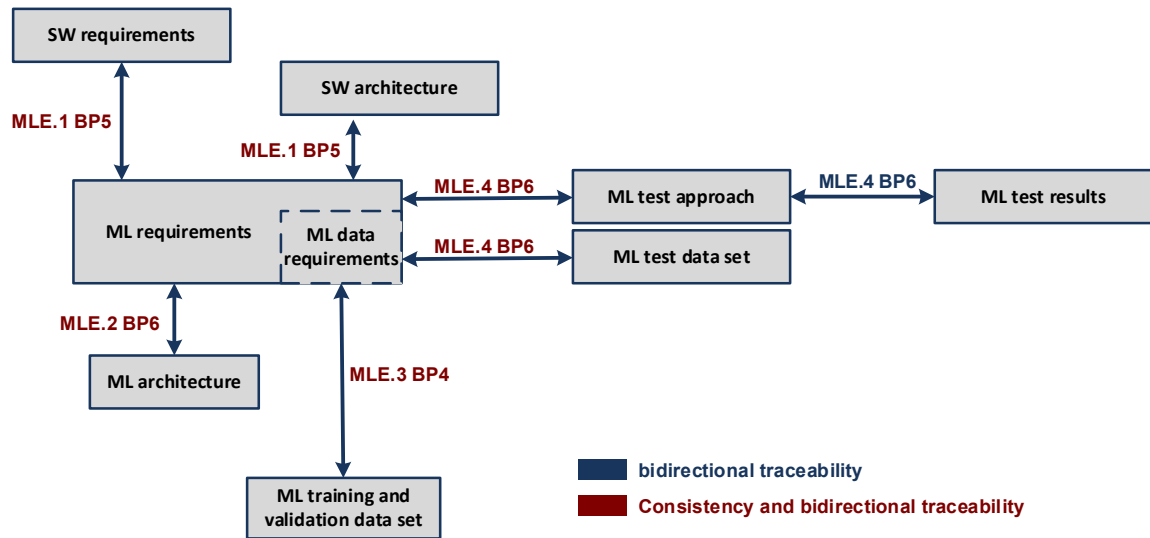 SW requirements
SW architecture
MLE.1 BP5
MLE.1 BP5
MLE.4 BP6
MLE.4 BP6
ML test approach
ML test results
ML requirements
ML data
requirements
MLE.4 BP6
ML test data set
MLE.2 BP6
ML architecture
MLE.3 BP4
ML training and
validation data set
bidirectional traceability
Consistency and bidirectional traceability